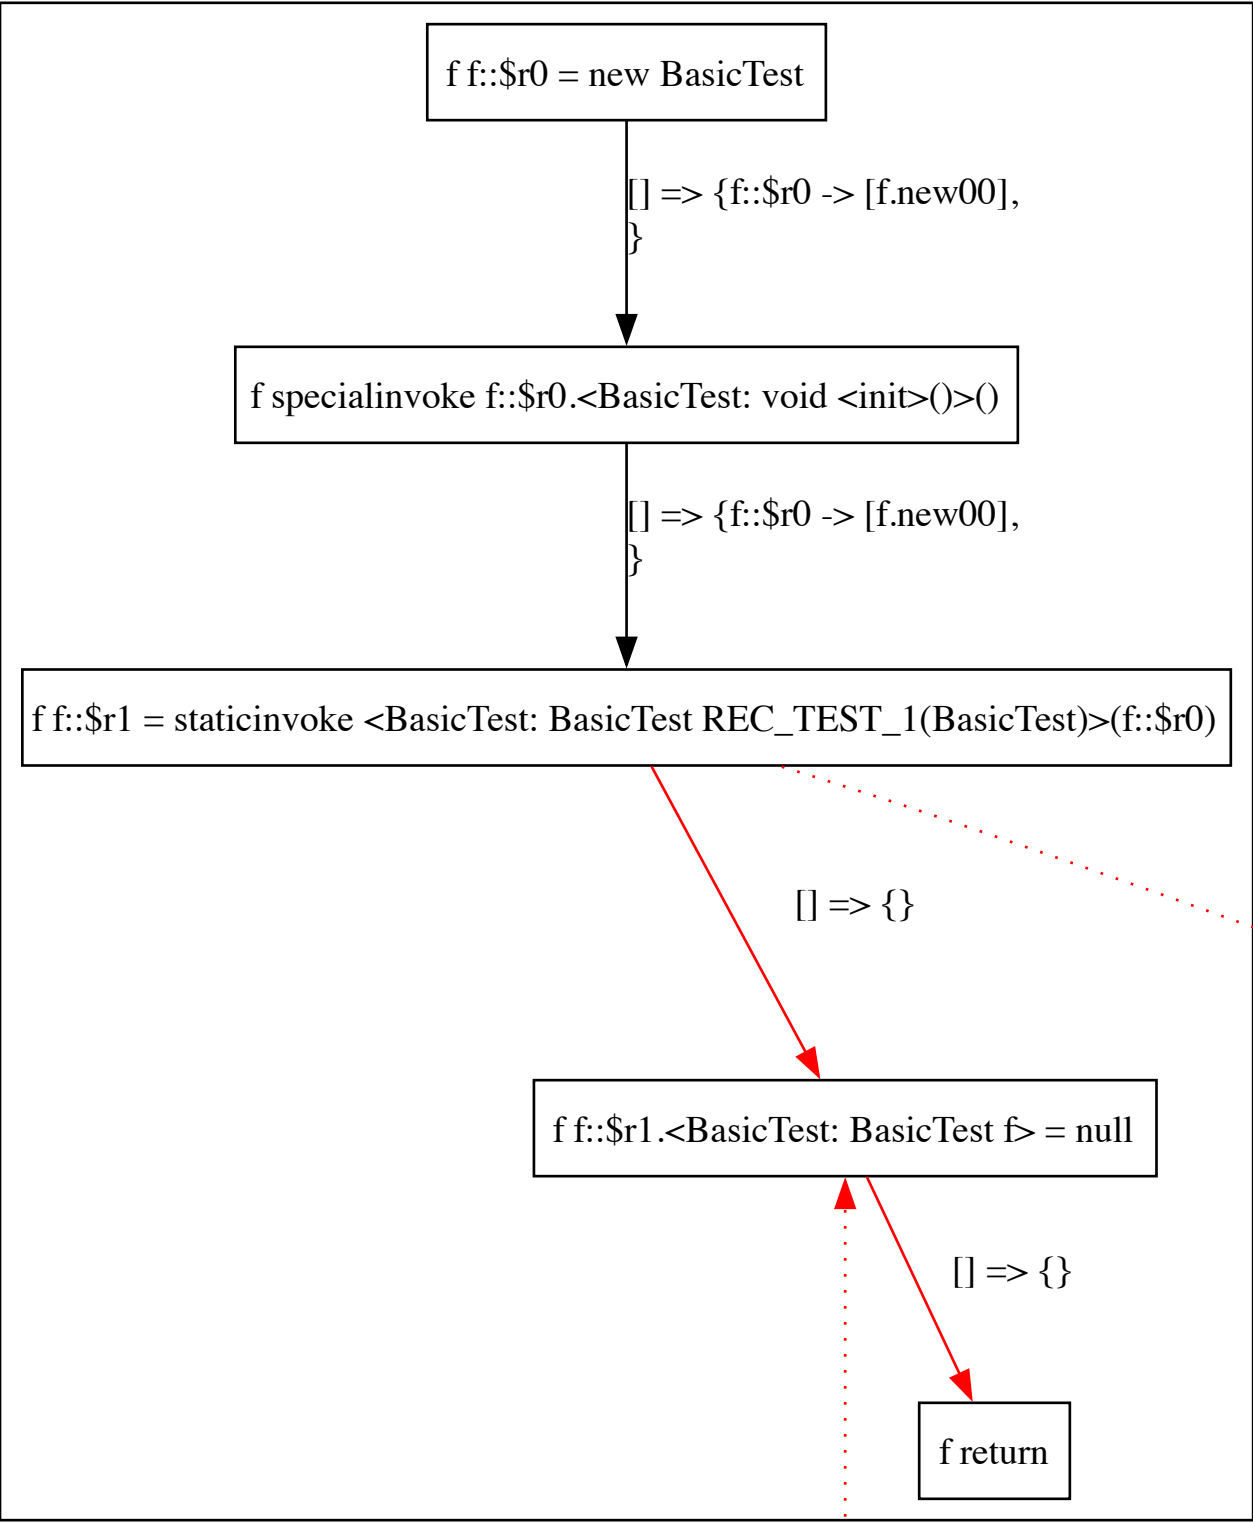 f f::$r0 = new BasicTest
[] => {f::$r0 -> [f.new00],
}
f specialinvoke f::$r0.<BasicTest: void <init>()>()
[] => {f::$r0 -> [f.new00],
}
f f::$r1 = staticinvoke <BasicTest: BasicTest REC_TEST_1(BasicTest)>(f::$r0)
[] => {}
f f::$r1.<BasicTest: BasicTest f> = null
[] => {}
f return